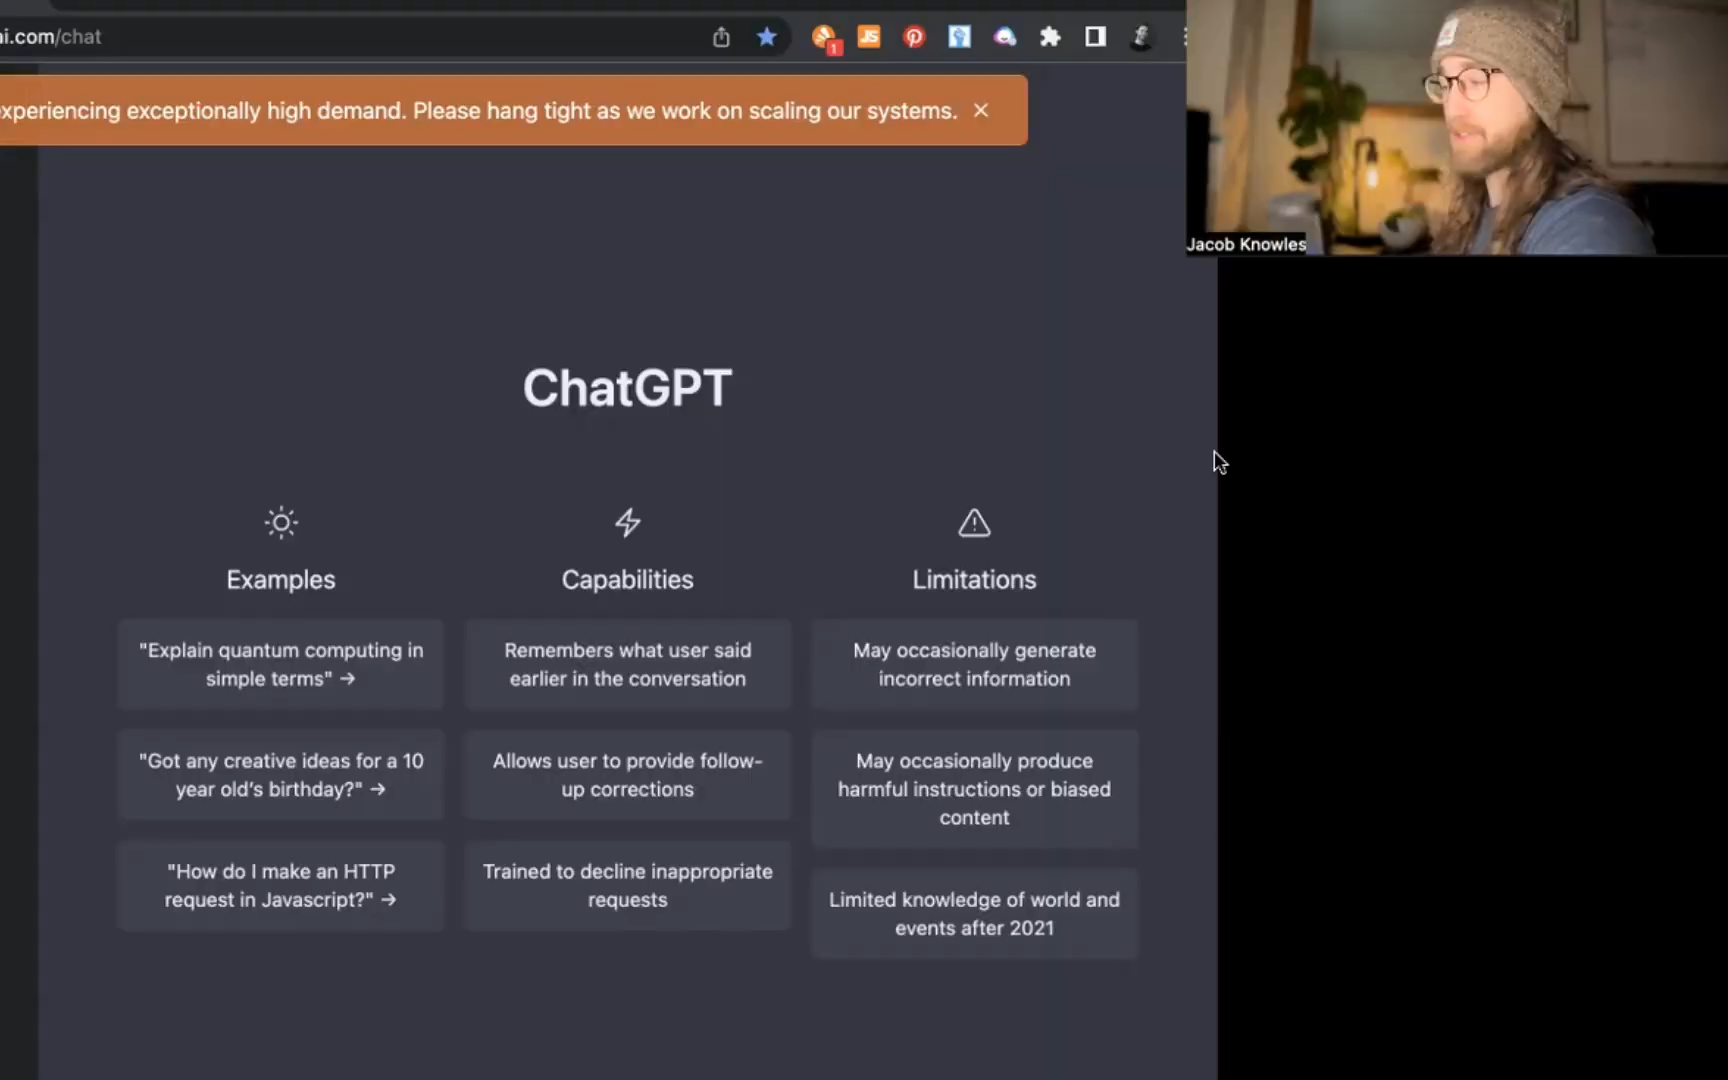 ai.com/chat
1
JS
experiencing exceptionally high demand. Please hang tight as we work on scaling our systems. ×
Jacob Knowles
ChatGPT
Examples
"Explain quantum computing in
simple terms" →
"Got any creative ideas for a 10
year old's birthday?" →
"How do I make an HTTP
request in Javascript?" →
Capabilities
Remembers what user said
earlier in the conversation
Allows user to provide follow-
up corrections
Trained to decline inappropriate
requests
Limitations
May occasionally generate
incorrect information
May occasionally produce
harmful instructions or biased
content
Limited knowledge of world and
events after 2021